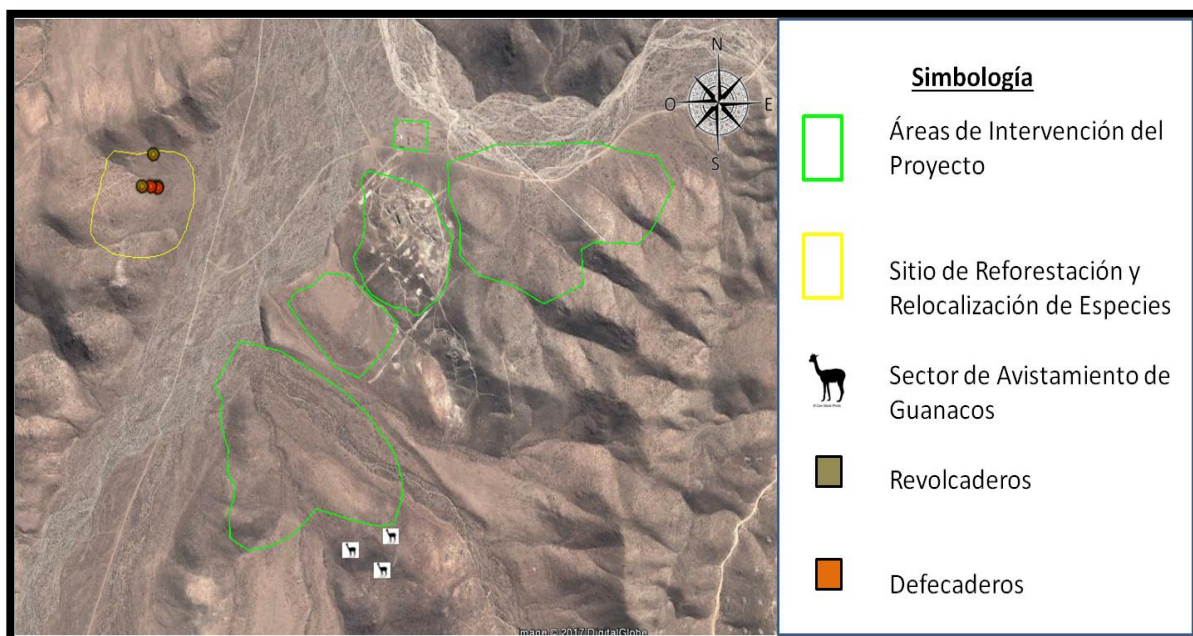 N
O
E
S
Simbología
Áreas de Intervención del
Proyecto
Sitio de Reforestación y
Relocalización de Especies
Sector de Avistamiento de
Guanacos
Revolcaderos
Defecaderos
mage © 2017 DigitalGlobe